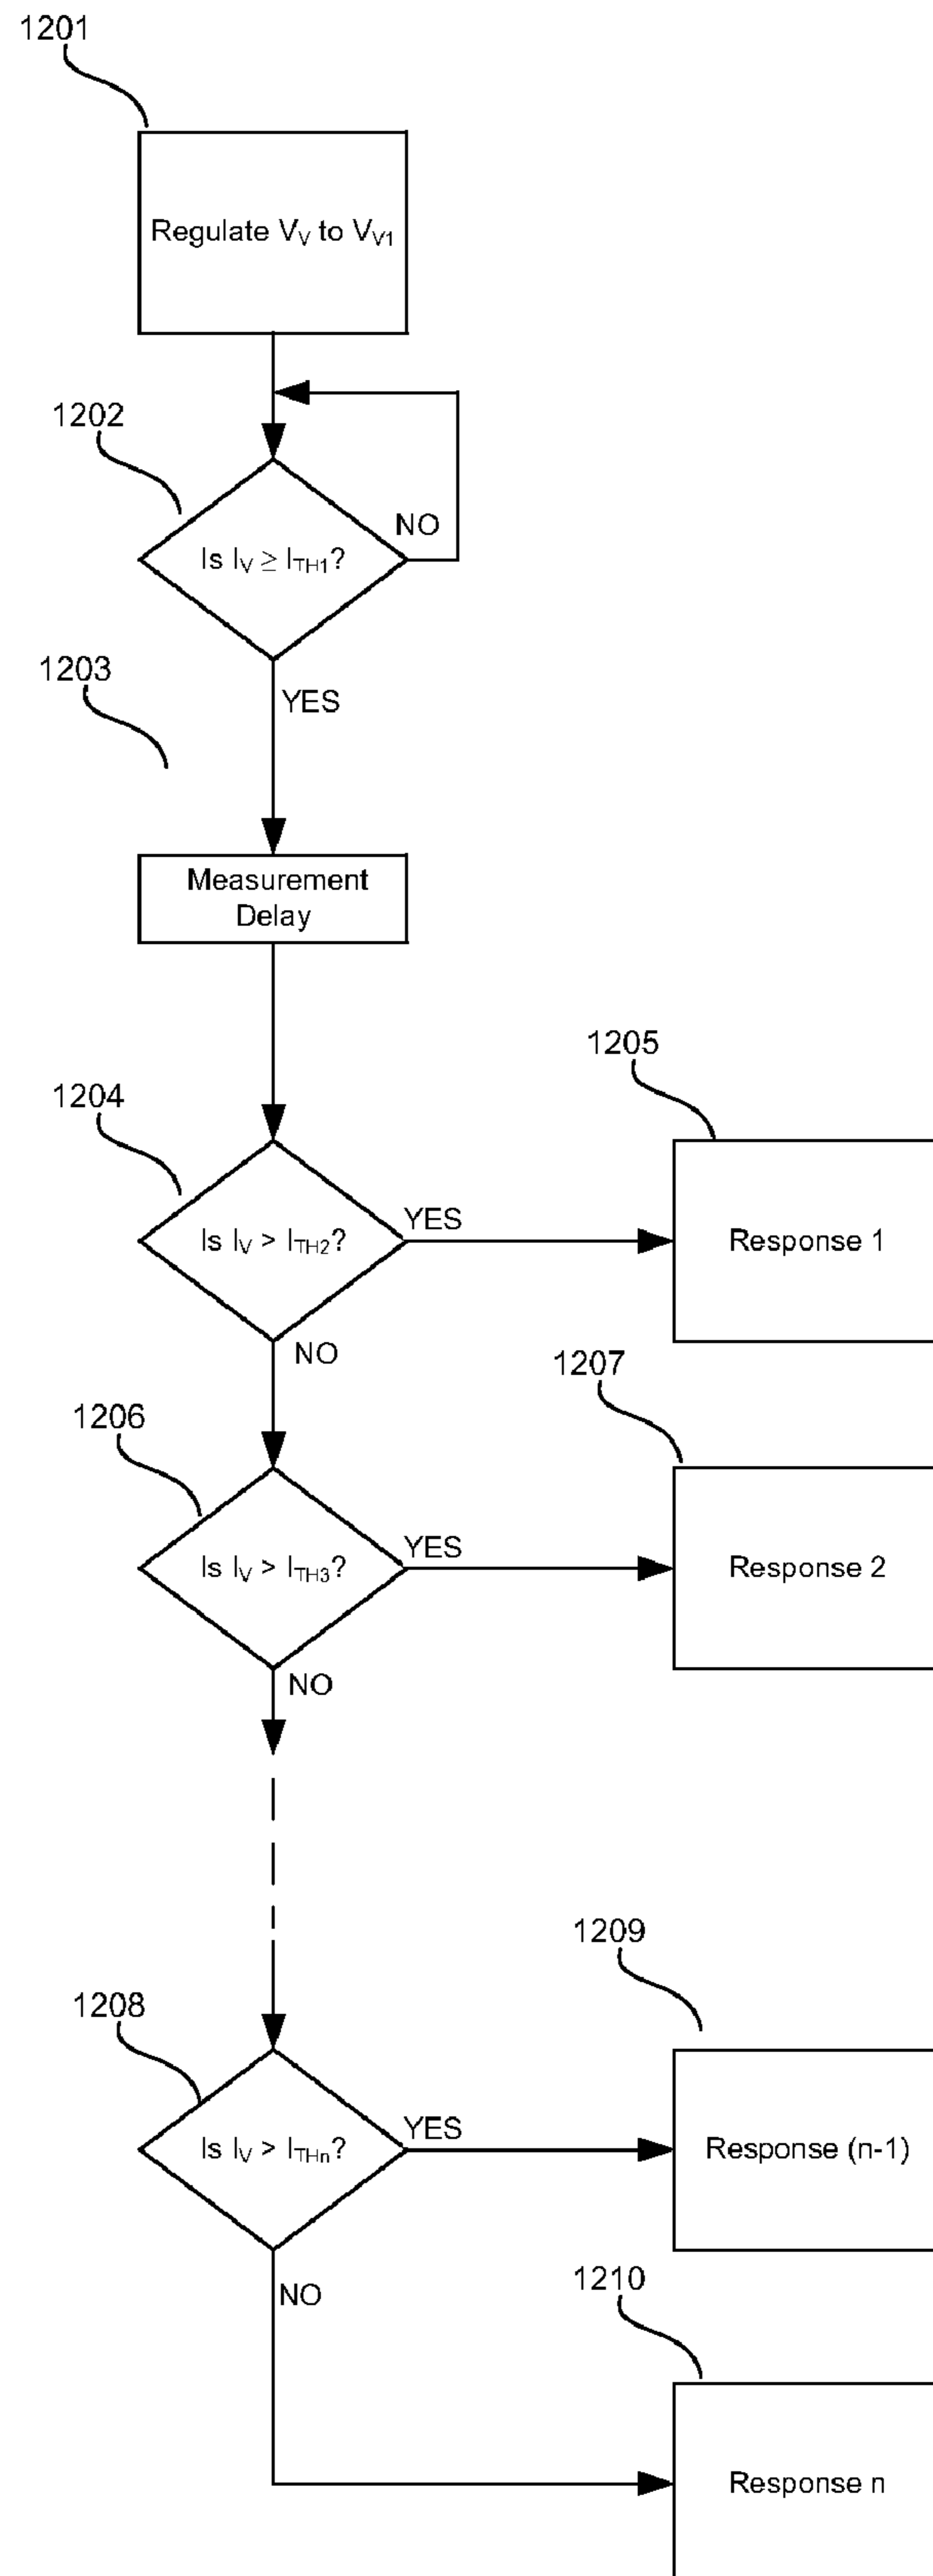 1201
Regulate V_V to V_V1
1202
NO
Is I_V ≥ I_TH1?
1203
YES
Measurement
Delay
1205
1204
YES
Is I_V > I_TH2?
Response 1
NO
1207
1206
YES
Is I_V > I_TH3?
Response 2
NO
1209
1208
YES
Is I_V > I_THn?
Response (n-1)
1210
NO
Response n